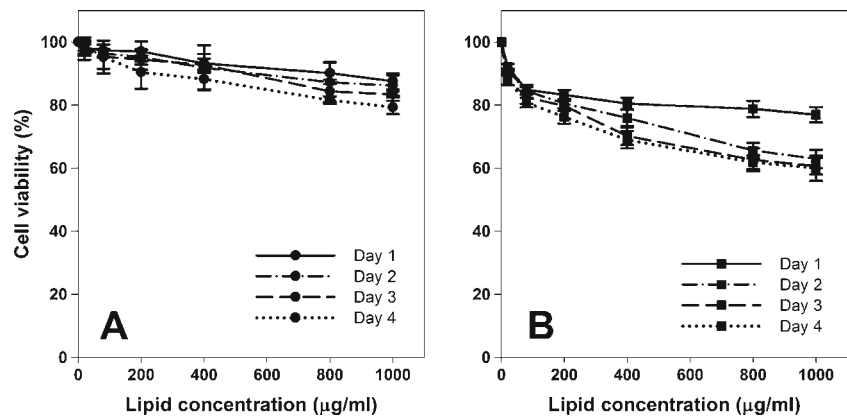 100
80
60
40
20
0
Cell viability (%)
Day 1
Day 2
Day 3
Day 4
A
0 200 400 600 800 1000
Lipid concentration (μg/ml)
100
80
60
40
20
0
Day 1
Day 2
Day 3
Day 4
B
0 200 400 600 800 1000
Lipid concentration (μg/ml)